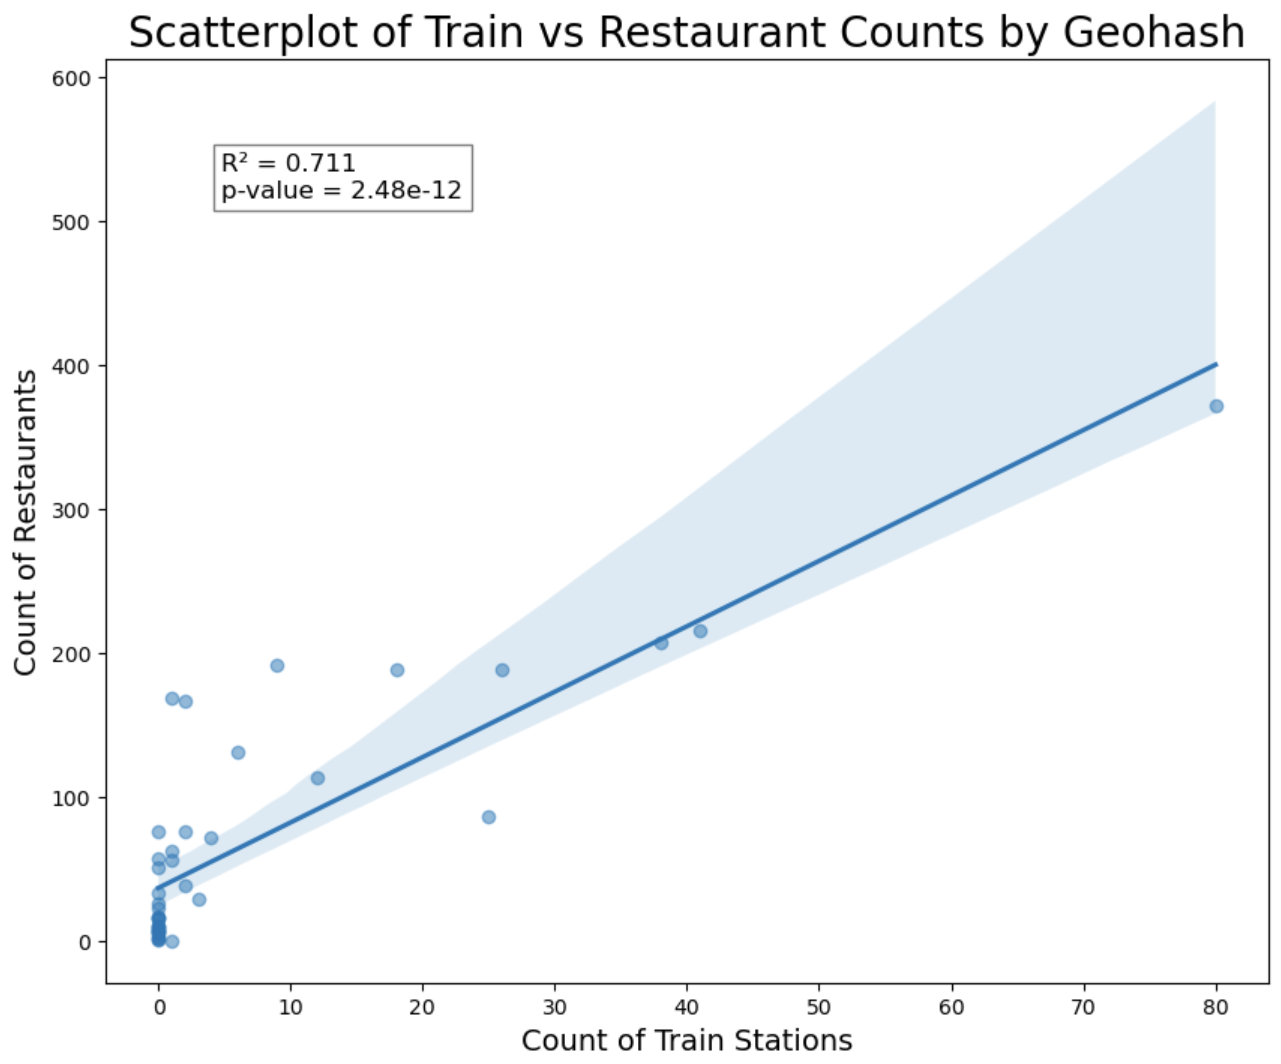 Scatterplot of Train vs Restaurant Counts by Geohash
600
500
400
300
200
100
0
Count of Restaurants
R² = 0.711
p-value = 2.48e-12
0 10 20 30 40 50 60 70 80
Count of Train Stations